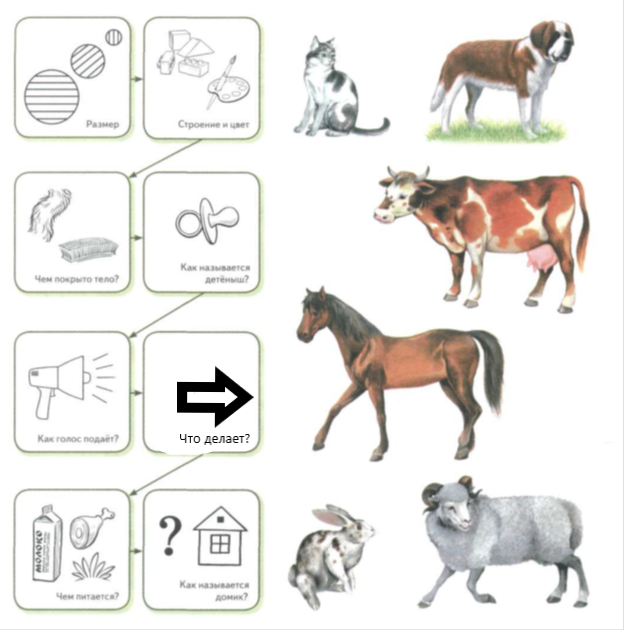 Размер
Строение и цвет
Чем покрыто тело?
Как называется
детёныш?
Как голос подаёт?
Что делает?
МОЛОКО
Чем питается?
?
Как называется
домик?